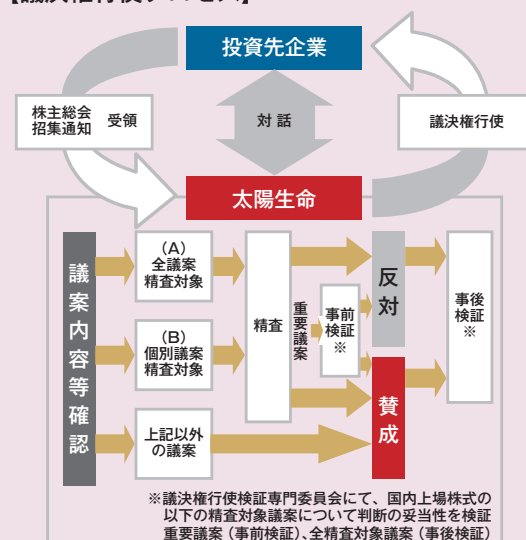 投資先企業
株主総会
招集通知 受領
対話
議決権行使
太陽生命
議案内容等確認
(A)
全議案
精査対象
(B)
個別議案
精査対象
上記以外
の議案
精査
重要議案
事前
検証
※
反対
賛成
事後
検証
※
※議決権行使検証専門委員会にて、国内上場株式の
以下の精査対象議案について判断の妥当性を検証
重要議案（事前検証）、全精査対象議案（事後検証）